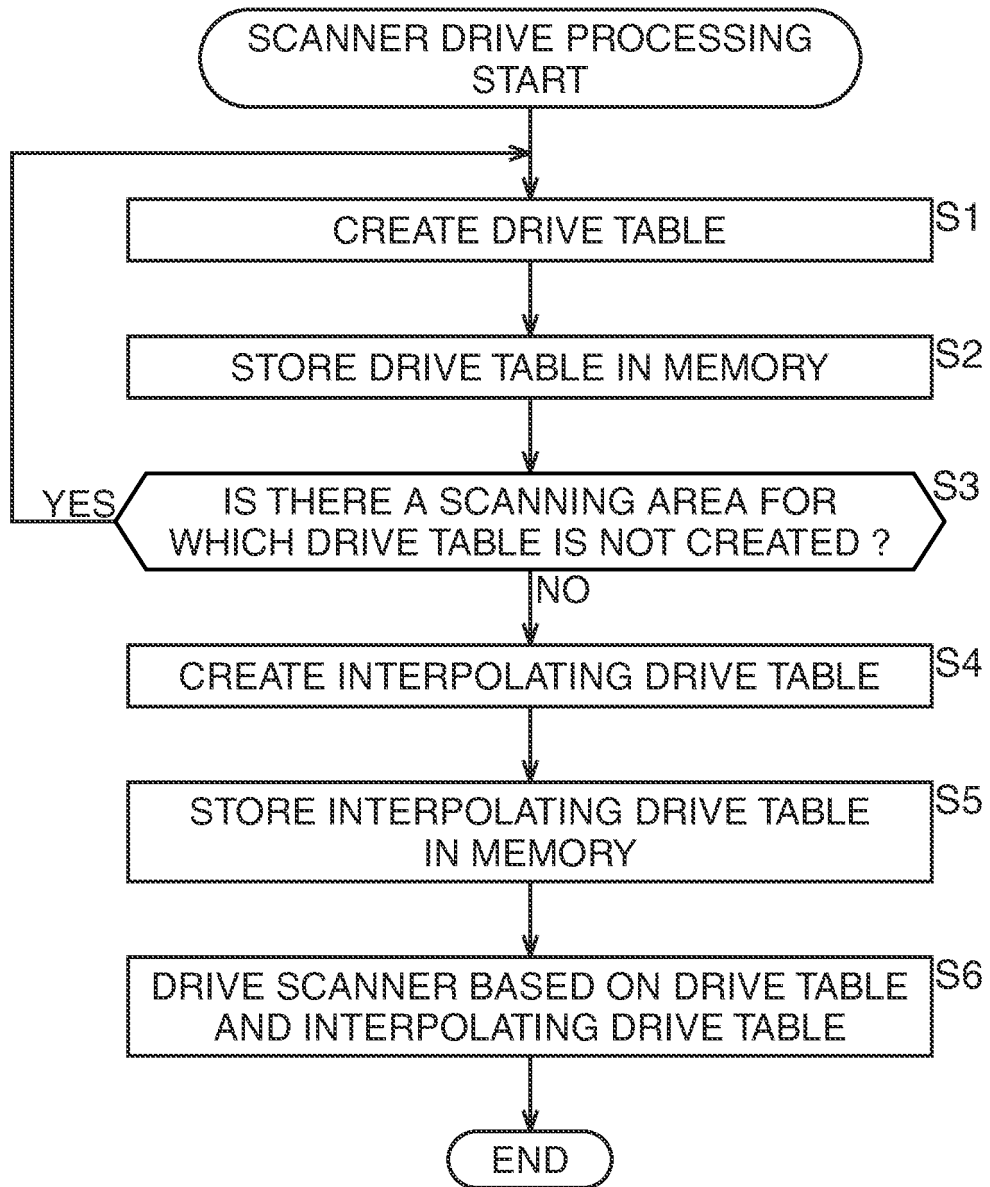 SCANNER DRIVE PROCESSING
START
CREATE DRIVE TABLE
S1
STORE DRIVE TABLE IN MEMORY
S2
IS THERE A SCANNING AREA FOR
WHICH DRIVE TABLE IS NOT CREATED ?
S3
YES
NO
CREATE INTERPOLATING DRIVE TABLE
S4
STORE INTERPOLATING DRIVE TABLE
IN MEMORY
S5
DRIVE SCANNER BASED ON DRIVE TABLE
AND INTERPOLATING DRIVE TABLE
S6
END